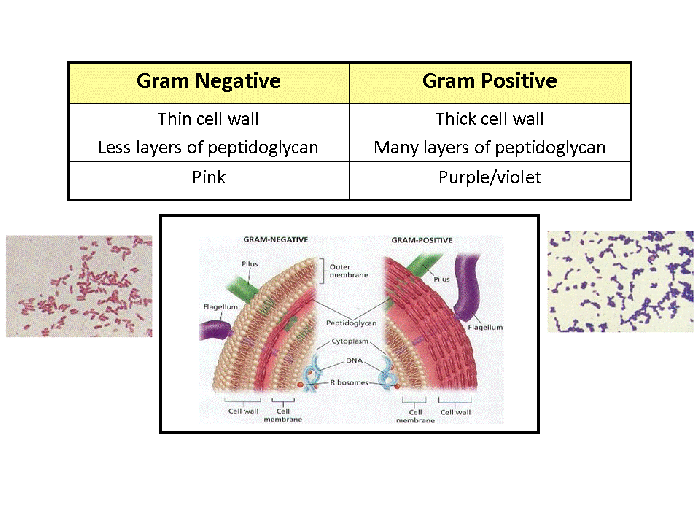 Gram Negative
Gram Positive
Thin cell wall
Less layers of peptidoglycan
Thick cell wall
Many layers of peptidoglycan
Pink
Purple/violet
GRAM-NEGATIVE
GRAM-POSITIVE
Pilus
Outer
membrane
Pilus
Flagellum
Peptidoglycan
Flagellum
Cytoplasm
DNA
Ribosomes
Cell wall
Cell
membrane
Cell
membrane
Cell wall